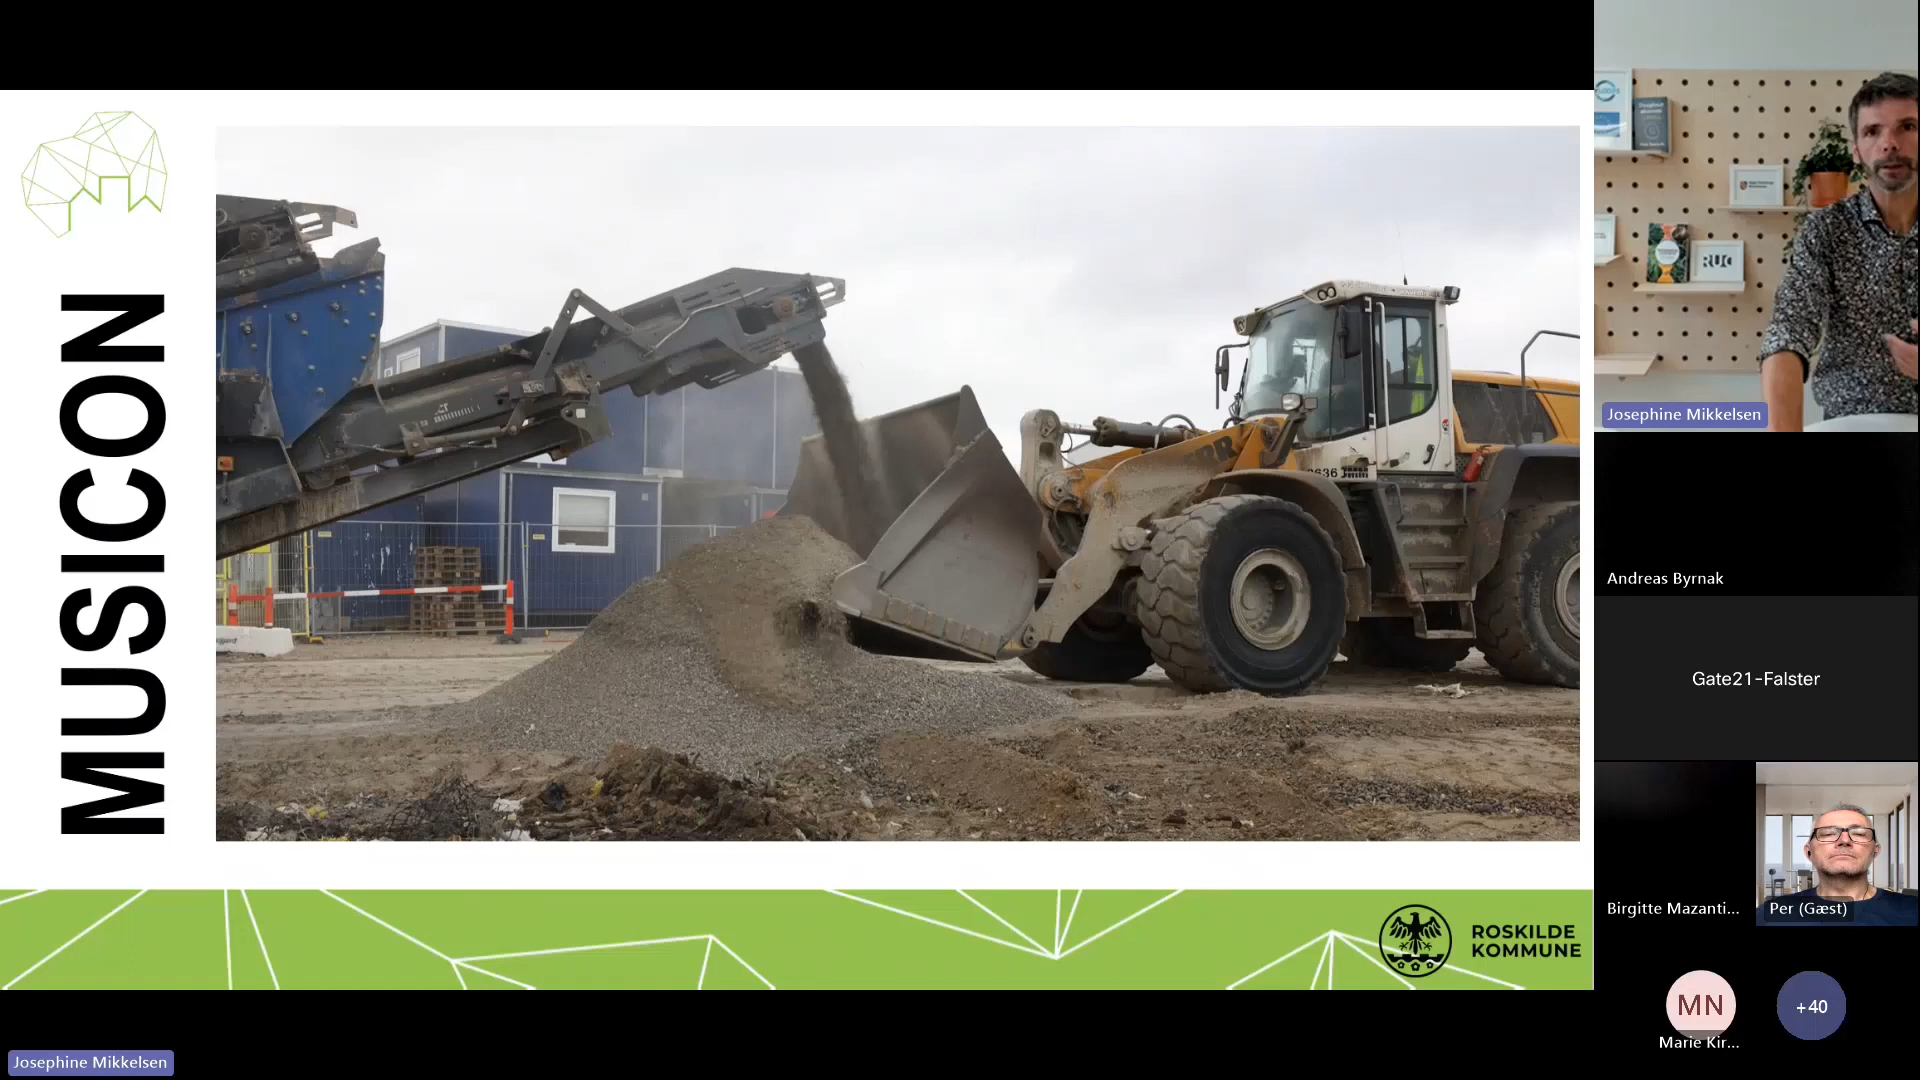 MUSICON
ROSKILDE
KOMMUNE
RUC
Josephine Mikkelsen
Andreas Byrnak
Gate21-Falster
Birgitte Mazanti...
Per (Gæst)
MN
Marie Kir...
+40
Josephine Mikkelsen